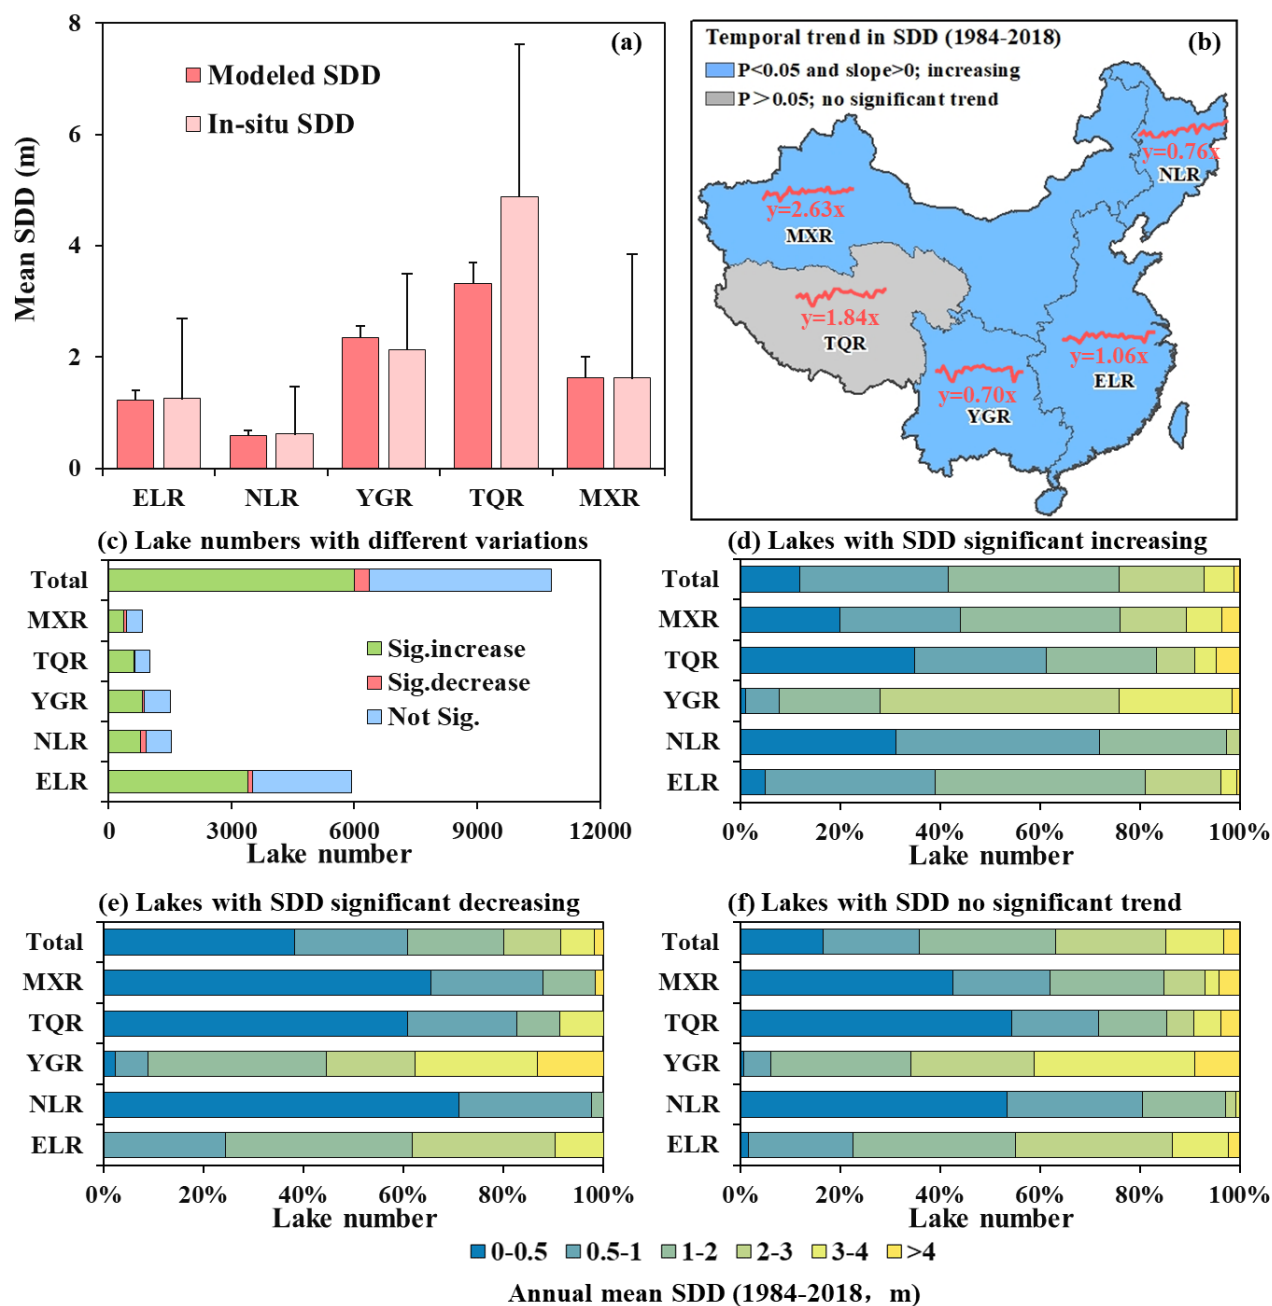 (a)
Modeled SDD
In-situ SDD
Mean SDD (m)
8
6
4
2
0
ELR
NLR
YGR
TQR
MXR
Temporal trend in SDD (1984-2018)
(b)
P<0.05 and slope>0; increasing
P>0.05; no significant trend
y=0.76x
NLR
y=2.63x
MXR
y=1.84x
TQR
y=1.06x
ELR
y=0.70x
YGR
(c) Lake numbers with different variations
Total
MXR
TQR
YGR
NLR
ELR
Sig.increase
Sig.decrease
Not Sig.
0 3000 6000 9000 12000
Lake number
(d) Lakes with SDD significant increasing
Total
MXR
TQR
YGR
NLR
ELR
0% 20% 40% 60% 80% 100%
Lake number
(e) Lakes with SDD significant decreasing
Total
MXR
TQR
YGR
NLR
ELR
0% 20% 40% 60% 80% 100%
Lake number
(f) Lakes with SDD no significant trend
Total
MXR
TQR
YGR
NLR
ELR
0% 20% 40% 60% 80% 100%
Lake number
0-0.5 0.5-1 1-2 2-3 3-4 >4
Annual mean SDD (1984-2018，m)